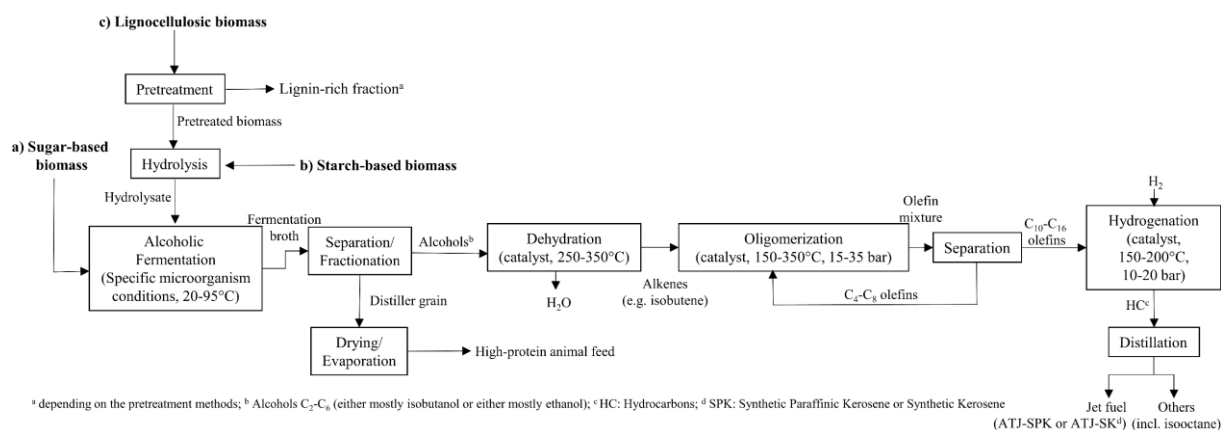 c) Lignocellulosic biomass
Pretreatment
Lignin-rich fractionᵃ
Pretreated biomass
a) Sugar-based
biomass
Hydrolysis
b) Starch-based biomass
Hydrolysate
Alcoholic
Fermentation
(Specific microorganism
conditions, 20-95°C)
Fermentation
broth
Separation/
Fractionation
Alcoholsᵇ
Distiller grain
Drying/
Evaporation
High-protein animal feed
Dehydration
(catalyst, 250-350°C)
H₂O
Alkenes
(e.g. isobutene)
Oligomerization
(catalyst, 150-350°C, 15-35 bar)
Olefin
mixture
Separation
C₄-C₈ olefins
C₁₀-C₁₆
olefins
H₂
Hydrogenation
(catalyst,
150-200°C,
10-20 bar)
HCᶜ
Distillation
Jet fuel
(ATJ-SPK or ATJ-SKᵈ)
Others
(incl. isooctane)
ᵃ depending on the pretreatment methods; ᵇ Alcohols C₂-C₆ (either mostly isobutanol or either mostly ethanol); ᶜ HC: Hydrocarbons; ᵈ SPK: Synthetic Paraffinic Kerosene or Synthetic Kerosene